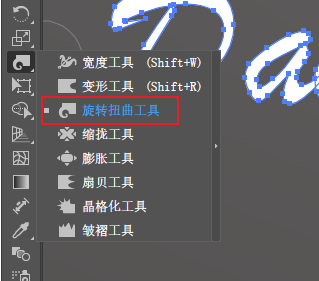 宽度工具 (Shift+W)
变形工具 (Shift+R)
旋转扭曲工具
缩拢工具
膨胀工具
扇贝工具
晶格化工具
皱褶工具
Da